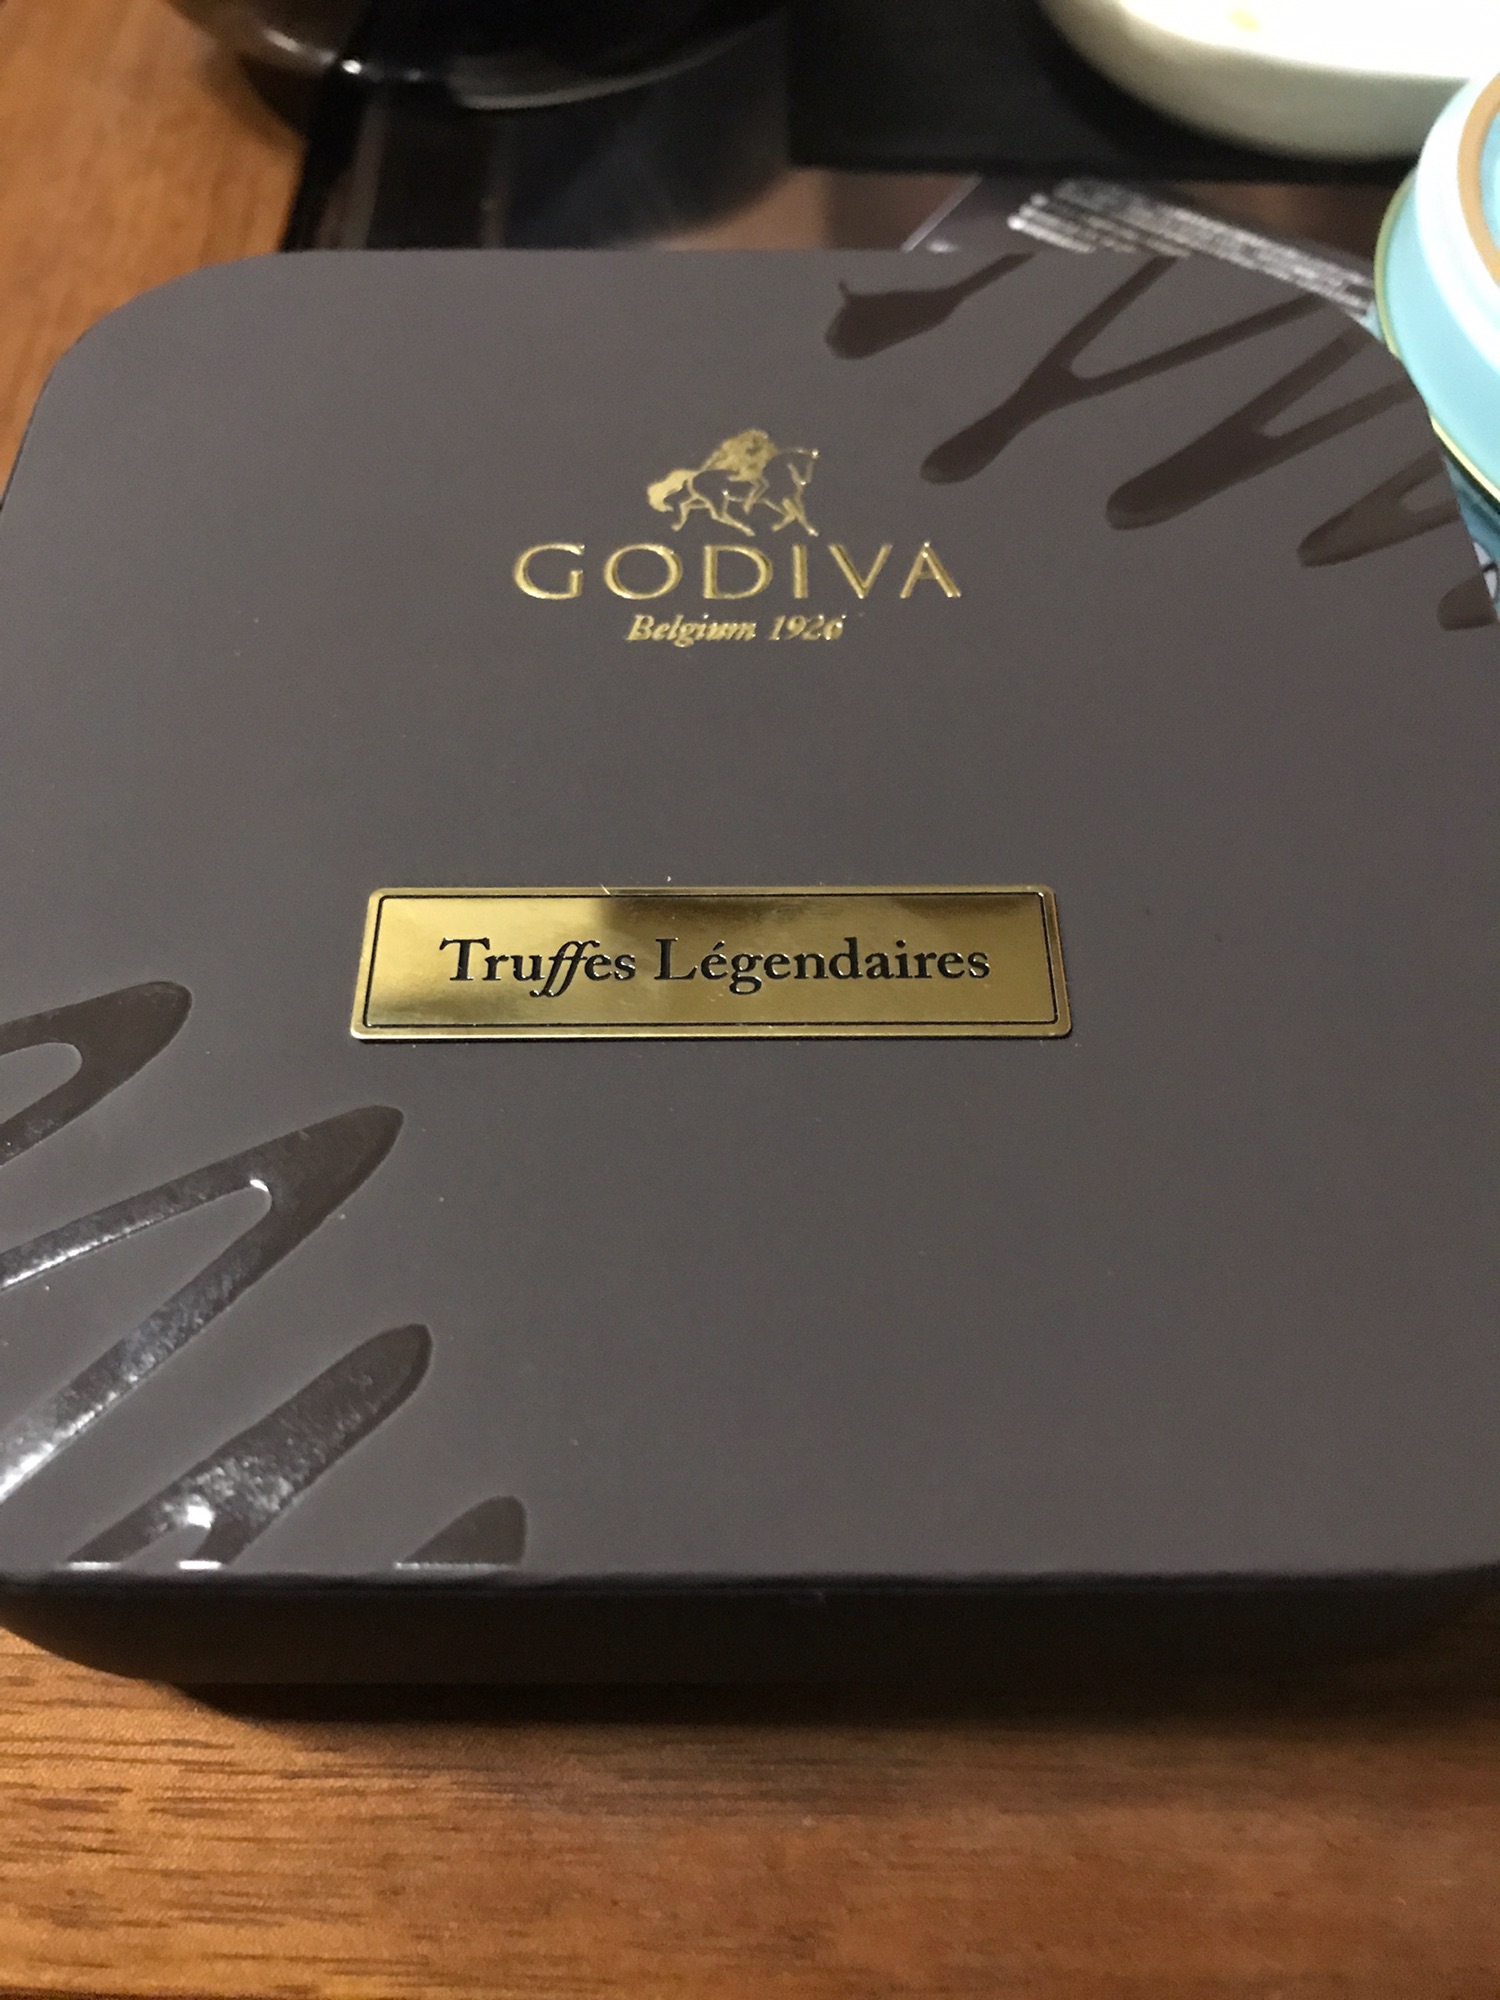 GODIVA
Belgium 1926
Truffes Légendaires